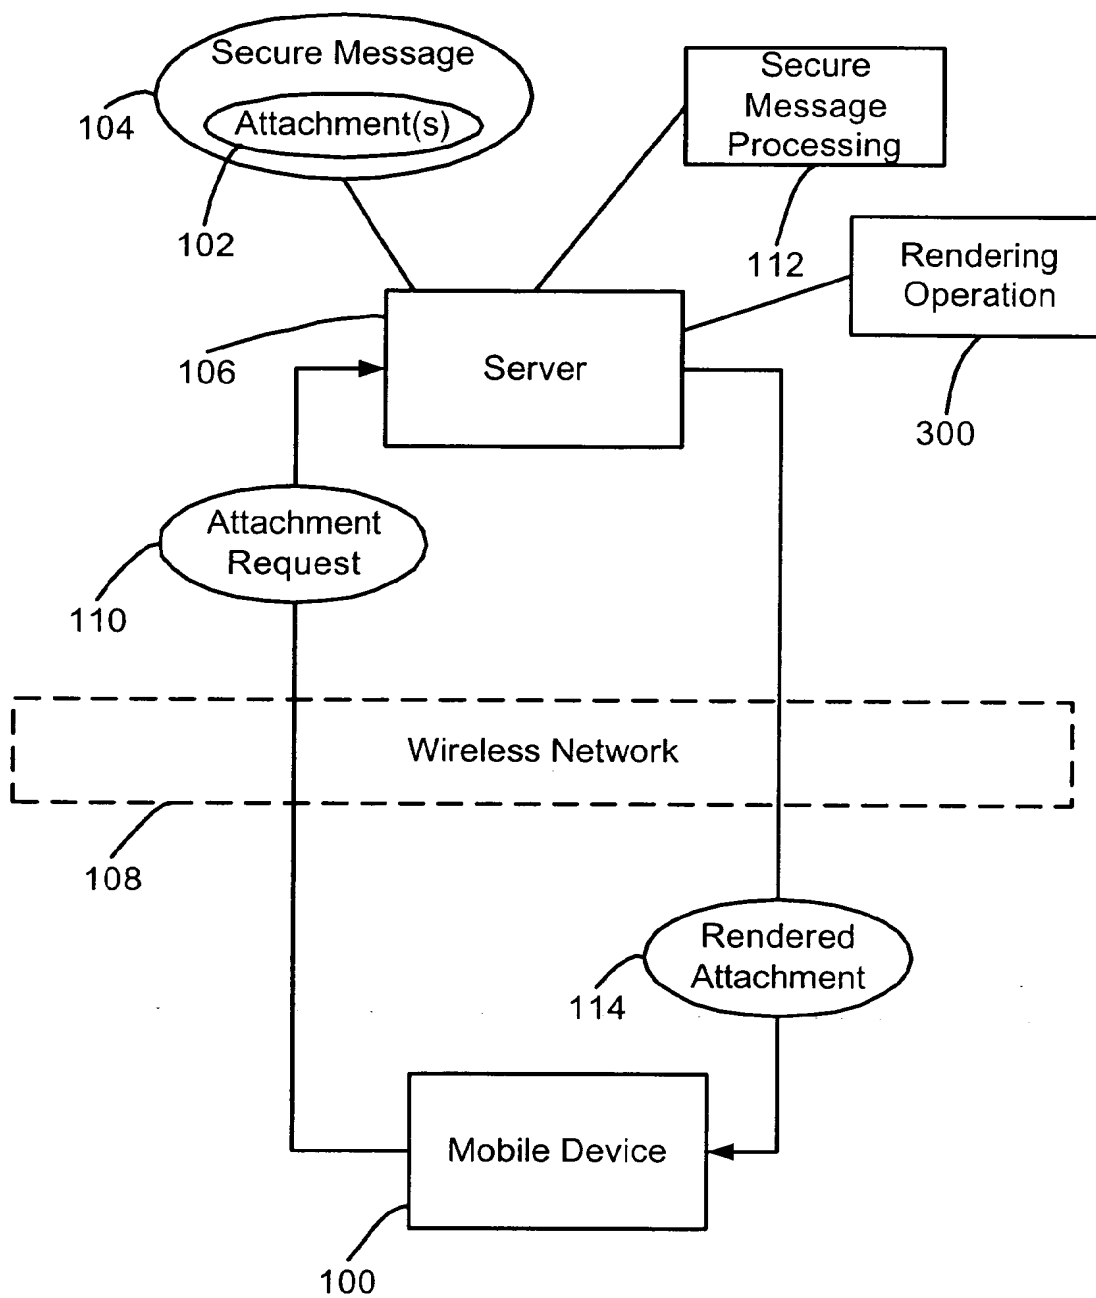 Secure Message
Attachment(s)
104
102
Secure
Message
Processing
112
Rendering
Operation
300
106
Server
Attachment
Request
110
Wireless Network
108
Rendered
Attachment
114
Mobile Device
100